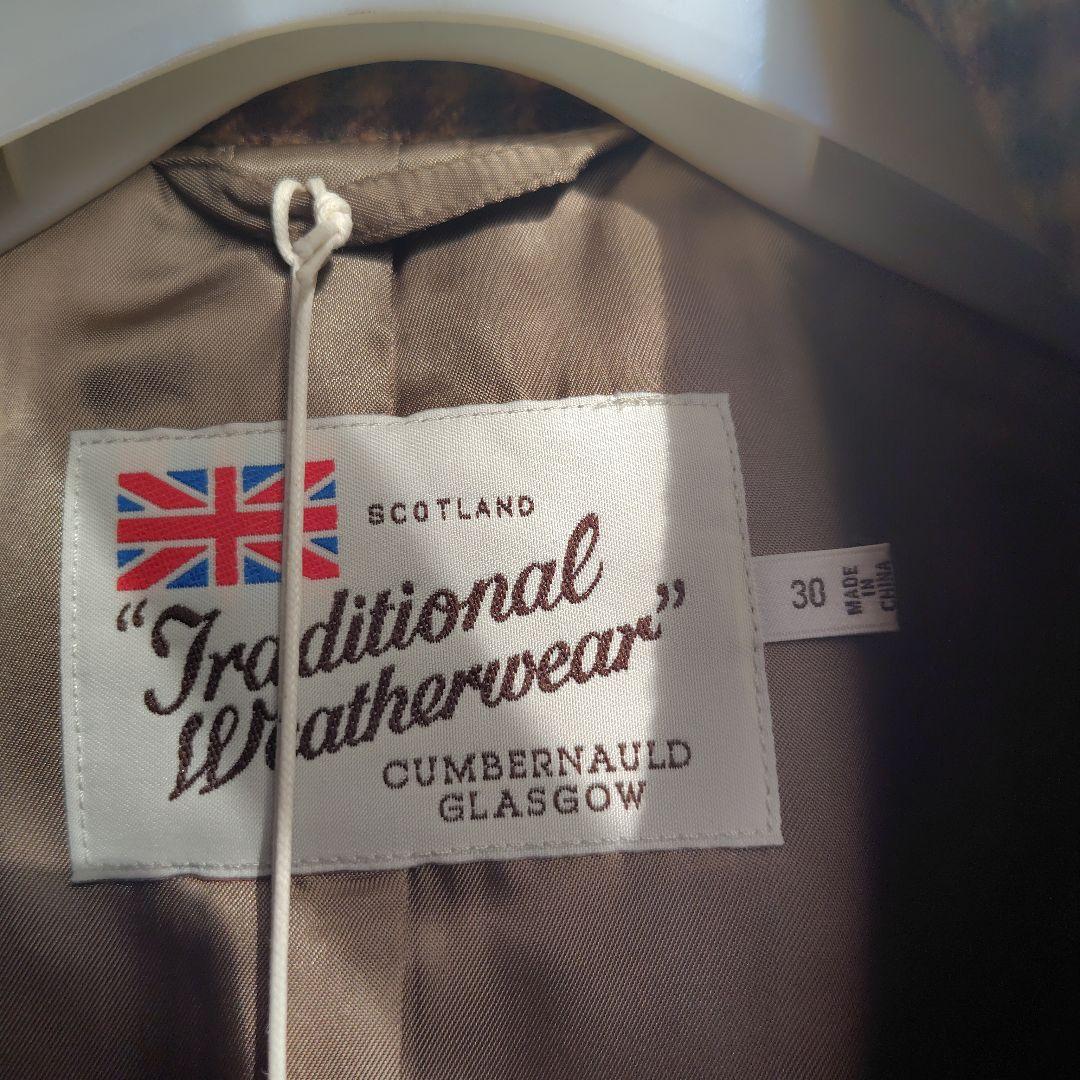 SCOTLAND
"Traditional
Weatherwear"
CUMBERNAULD
GLASGOW
30
MADE
IN
CHINA